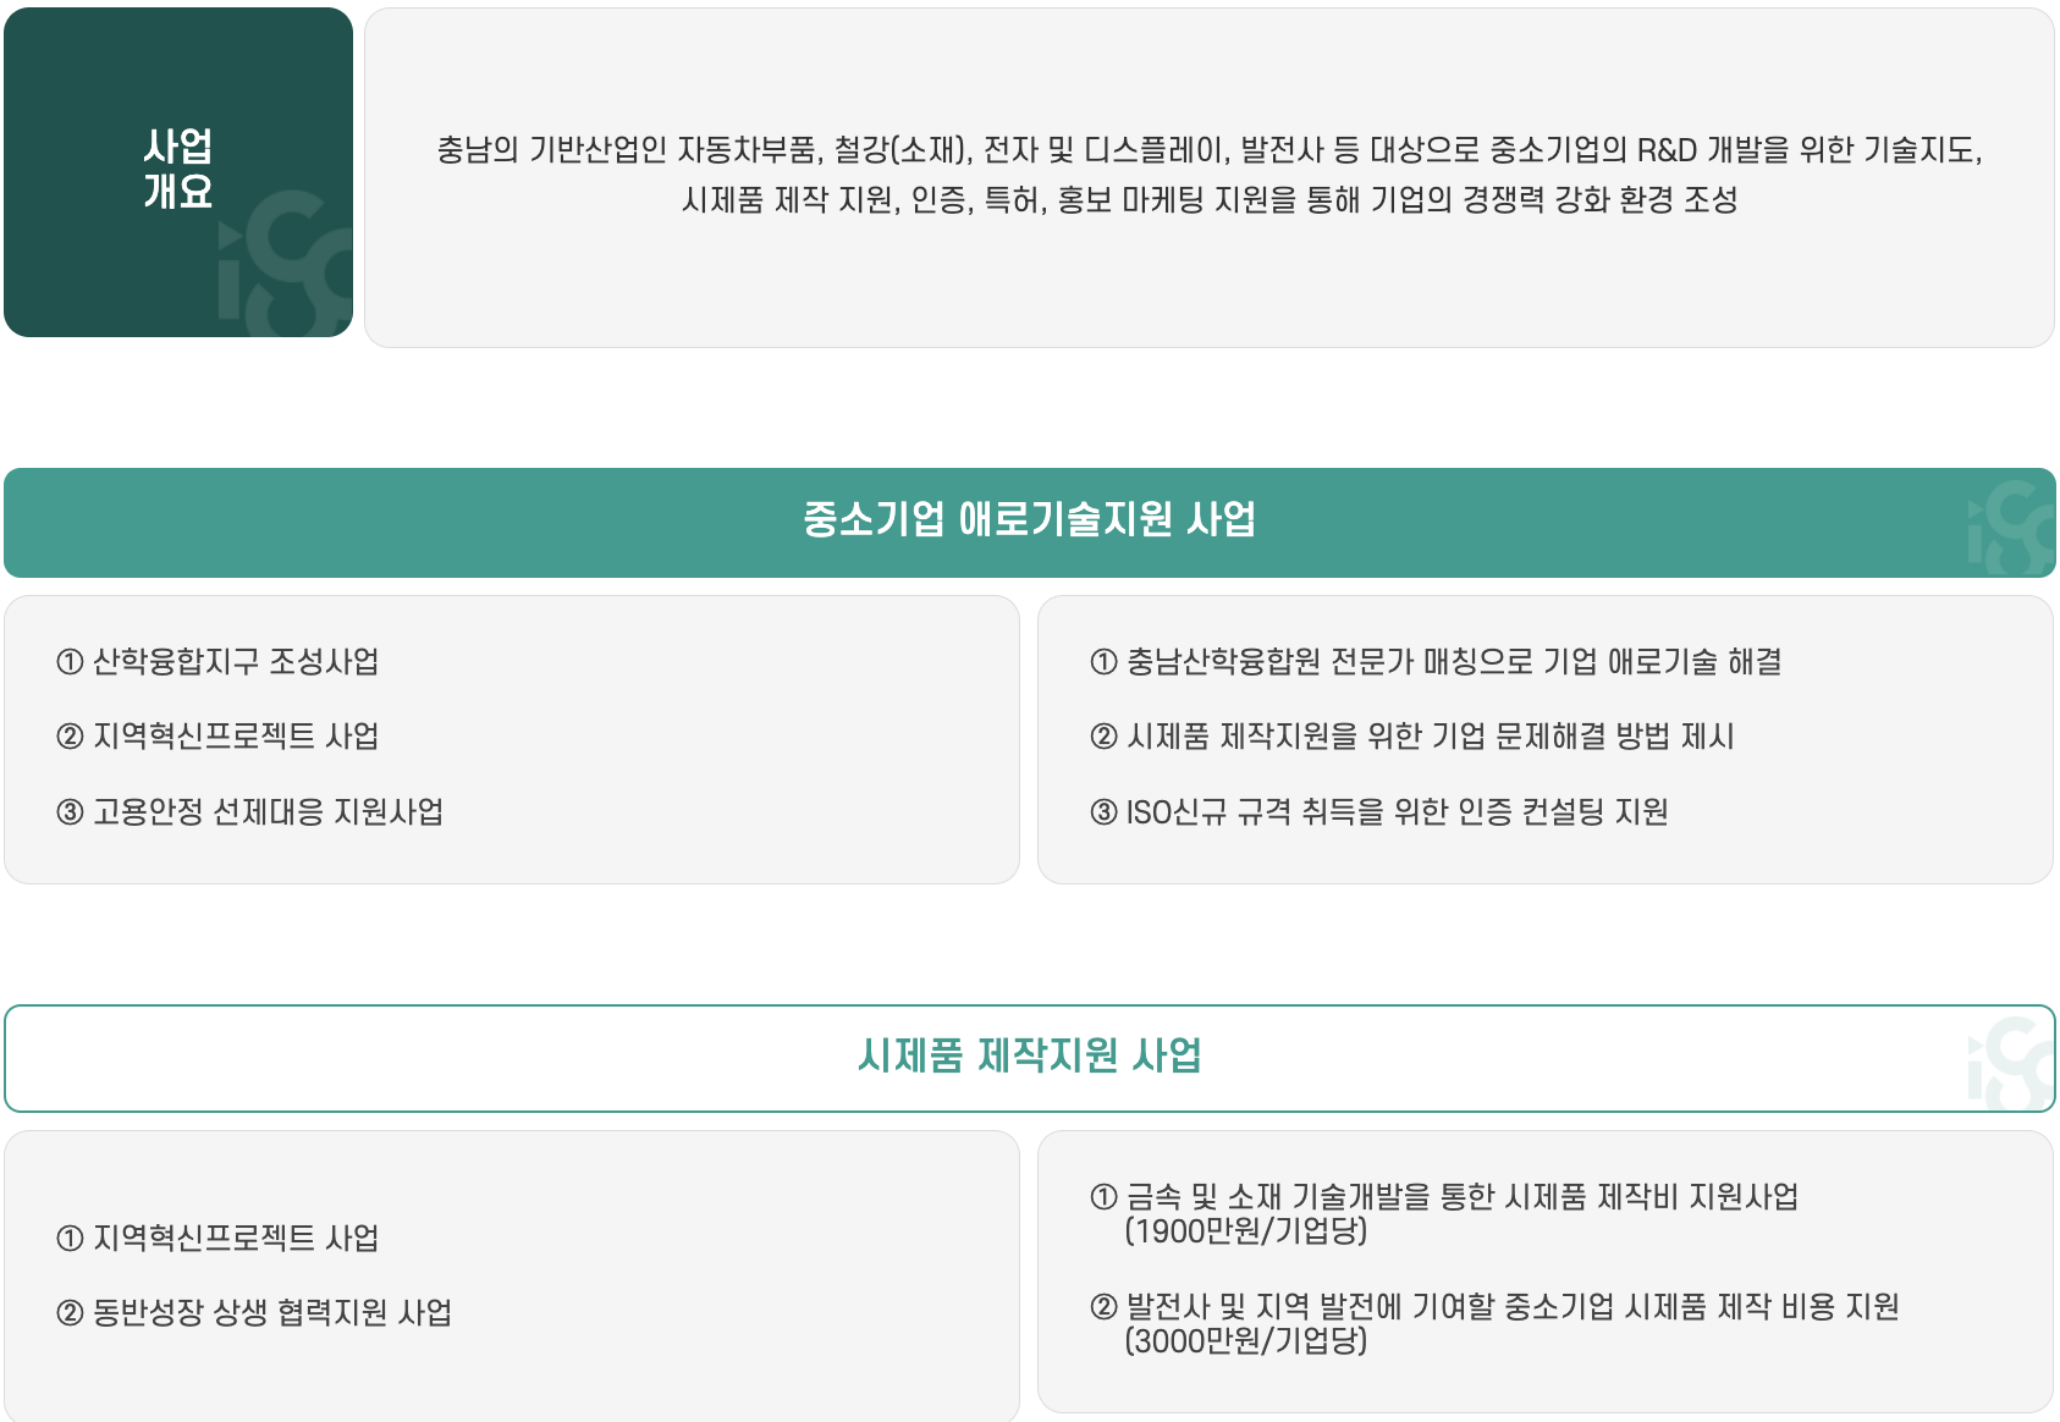 사업
개요
충남의 기반산업인 자동차부품, 철강(소재), 전자 및 디스플레이, 발전사 등 대상으로 중소기업의 R&D 개발을 위한 기술지도,
시제품 제작 지원, 인증, 특허, 홍보 마케팅 지원을 통해 기업의 경쟁력 강화 환경 조성
중소기업 애로기술지원 사업
① 산학융합지구 조성사업
② 지역혁신프로젝트 사업
③ 고용안정 선제대응 지원사업
① 충남산학융합원 전문가 매칭으로 기업 애로기술 해결
② 시제품 제작지원을 위한 기업 문제해결 방법 제시
③ ISO신규 규격 취득을 위한 인증 컨설팅 지원
시제품 제작지원 사업
① 지역혁신프로젝트 사업
② 동반성장 상생 협력지원 사업
① 금속 및 소재 기술개발을 통한 시제품 제작비 지원사업
(1900만원/기업당)
② 발전사 및 지역 발전에 기여할 중소기업 시제품 제작 비용 지원
(3000만원/기업당)